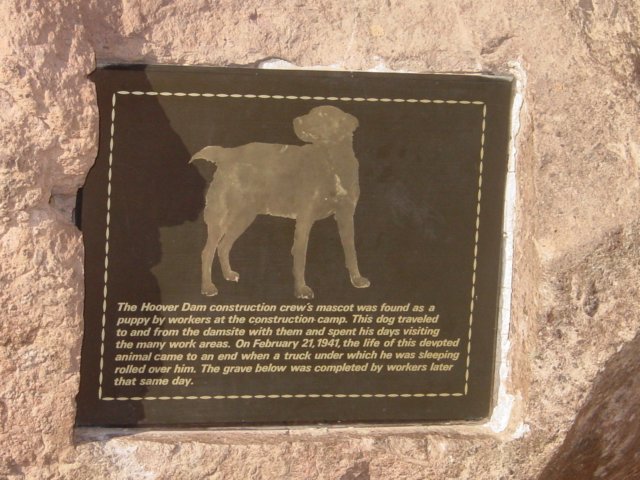 The Hoover Dam construction crew's mascot was found as a
puppy by workers at the construction camp. This dog traveled
to and from the damsite with them and spent his days visiting
the many work areas. On February 21, 1941, the life of this devoted
animal came to an end when a truck under which he was sleeping
rolled over him. The grave below was completed by workers later
that same day.